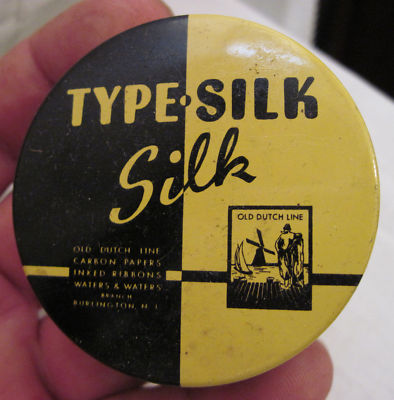 TYPE·SILK
Silk
OLD DUTCH LINE
OLD DUTCH LINE
CARBON PAPERS
INKED RIBBONS
WATERS & WATERS
BRANCH
BURLINGTON, N. J.